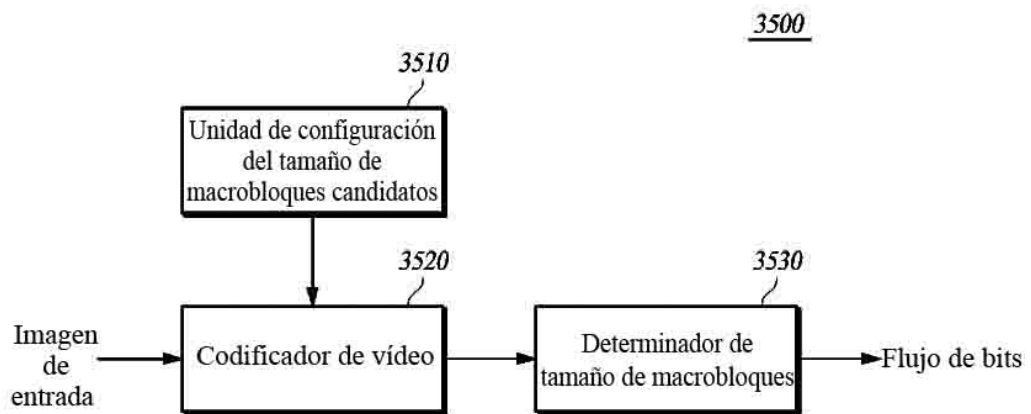 3500
3510
Unidad de configuración
del tamaño de
macrobloques candidatos
3520
3530
Imagen
de
entrada
Codificador de vídeo
Determinador de
tamaño de macrobloques
Flujo de bits